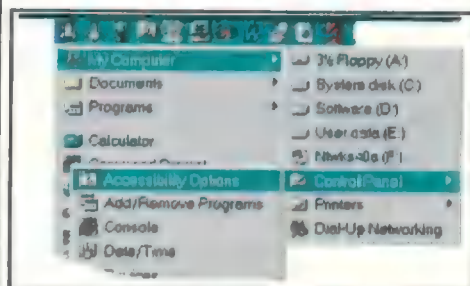 My Computer
Documents
Programs
Calculator
Accessibility Options
Add/Remove Programs
Console
Date/Time
3½ Floppy (A:)
System disk (C:)
Software (D:)
User data (E:)
Control Panel
Printers
Dial-Up Networking